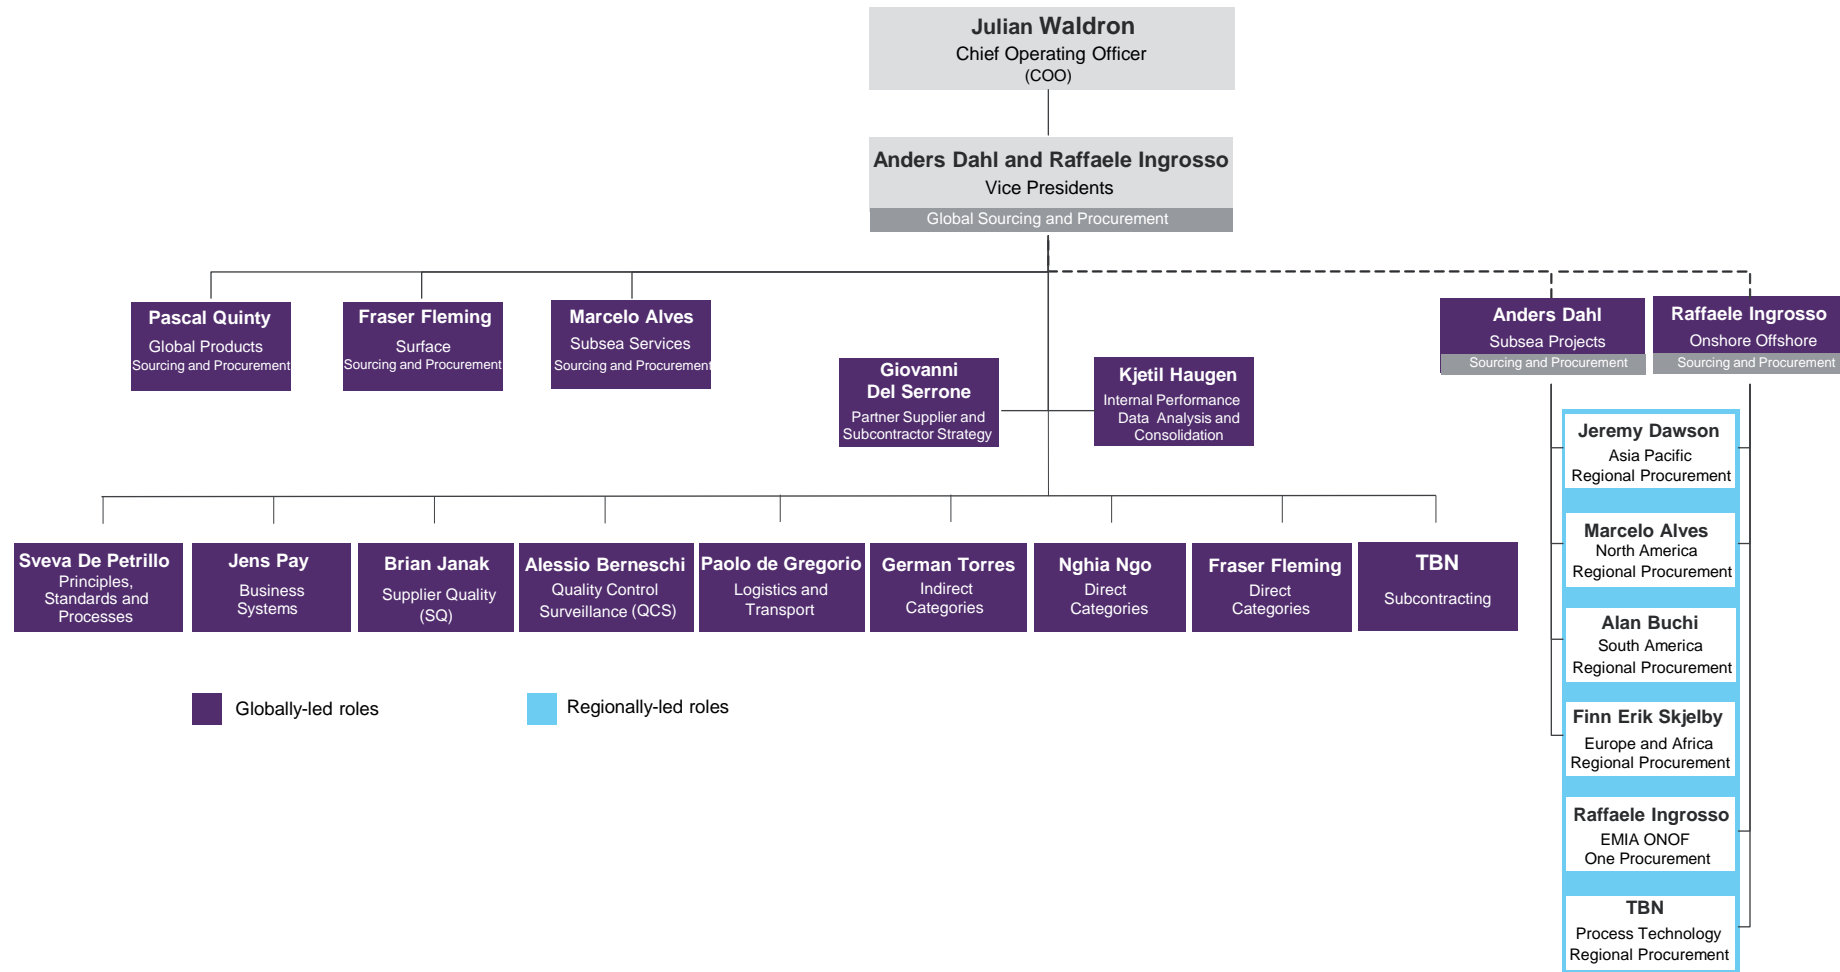 Julian Waldron
Chief Operating Officer
(COO)
Anders Dahl and Raffaele Ingrosso
Vice Presidents
Global Sourcing and Procurement
Pascal Quinty
Global Products
Sourcing and Procurement
Fraser Fleming
Surface
Sourcing and Procurement
Marcelo Alves
Subsea Services
Sourcing and Procurement
Anders Dahl
Subsea Projects
Sourcing and Procurement
Raffaele Ingrosso
Onshore Offshore
Sourcing and Procurement
Giovanni
Del Serrone
Partner Supplier and
Subcontractor Strategy
Kjetil Haugen
Internal Performance
Data Analysis and
Consolidation
Jeremy Dawson
Asia Pacific
Regional Procurement
Marcelo Alves
North America
Regional Procurement
Alan Buchi
South America
Regional Procurement
Finn Erik Skjelby
Europe and Africa
Regional Procurement
Raffaele Ingrosso
EMIA ONOF
One Procurement
TBN
Process Technology
Regional Procurement
Sveva De Petrillo
Principles,
Standards and
Processes
Jens Pay
Business
Systems
Brian Janak
Supplier Quality
(SQ)
Alessio Berneschi
Quality Control
Surveillance (QCS)
Paolo de Gregorio
Logistics and
Transport
German Torres
Indirect
Categories
Nghia Ngo
Direct
Categories
Fraser Fleming
Direct
Categories
TBN
Subcontracting
Globally-led roles
Regionally-led roles